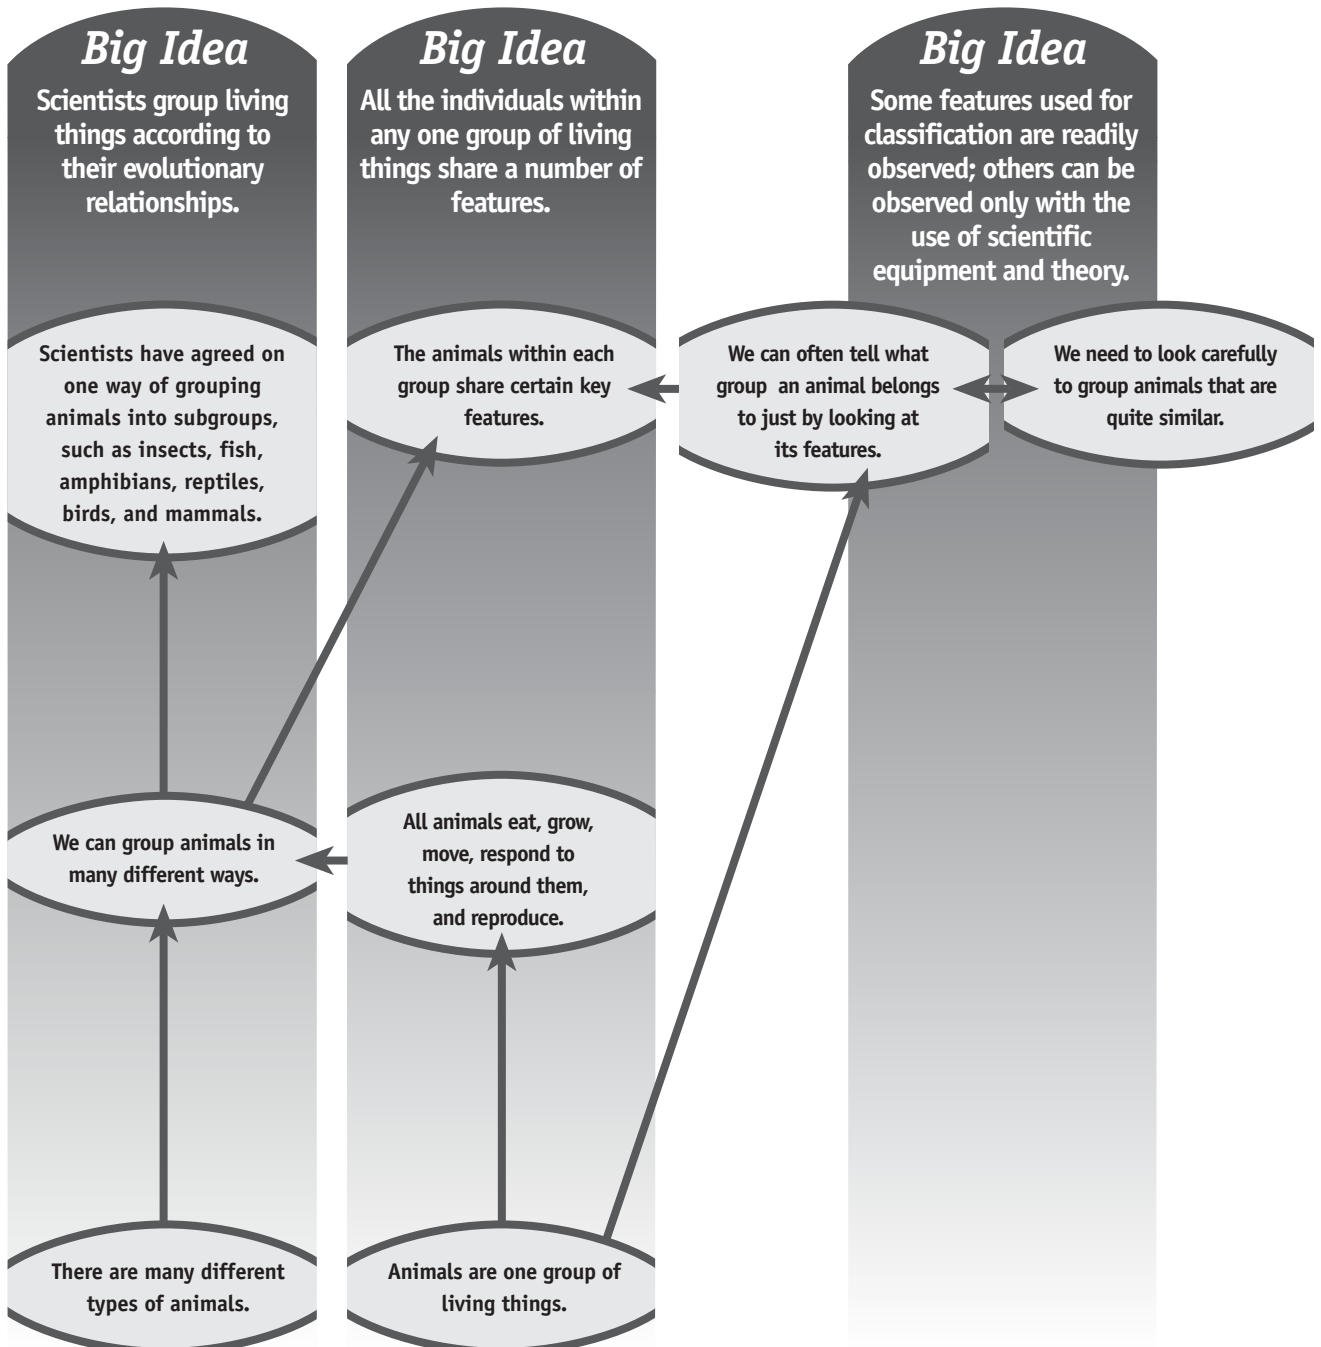 Big Idea
Scientists group living
things according to
their evolutionary
relationships.
Big Idea
All the individuals within
any one group of living
things share a number of
features.
Big Idea
Some features used for
classification are readily
observed; others can be
observed only with the
use of scientific
equipment and theory.
Scientists have agreed on
one way of grouping
animals into subgroups,
such as insects, fish,
amphibians, reptiles,
birds, and mammals.
The animals within each
group share certain key
features.
We can often tell what
group an animal belongs
to just by looking at
its features.
We need to look carefully
to group animals that are
quite similar.
We can group animals in
many different ways.
All animals eat, grow,
move, respond to
things around them,
and reproduce.
There are many different
types of animals.
Animals are one group of
living things.